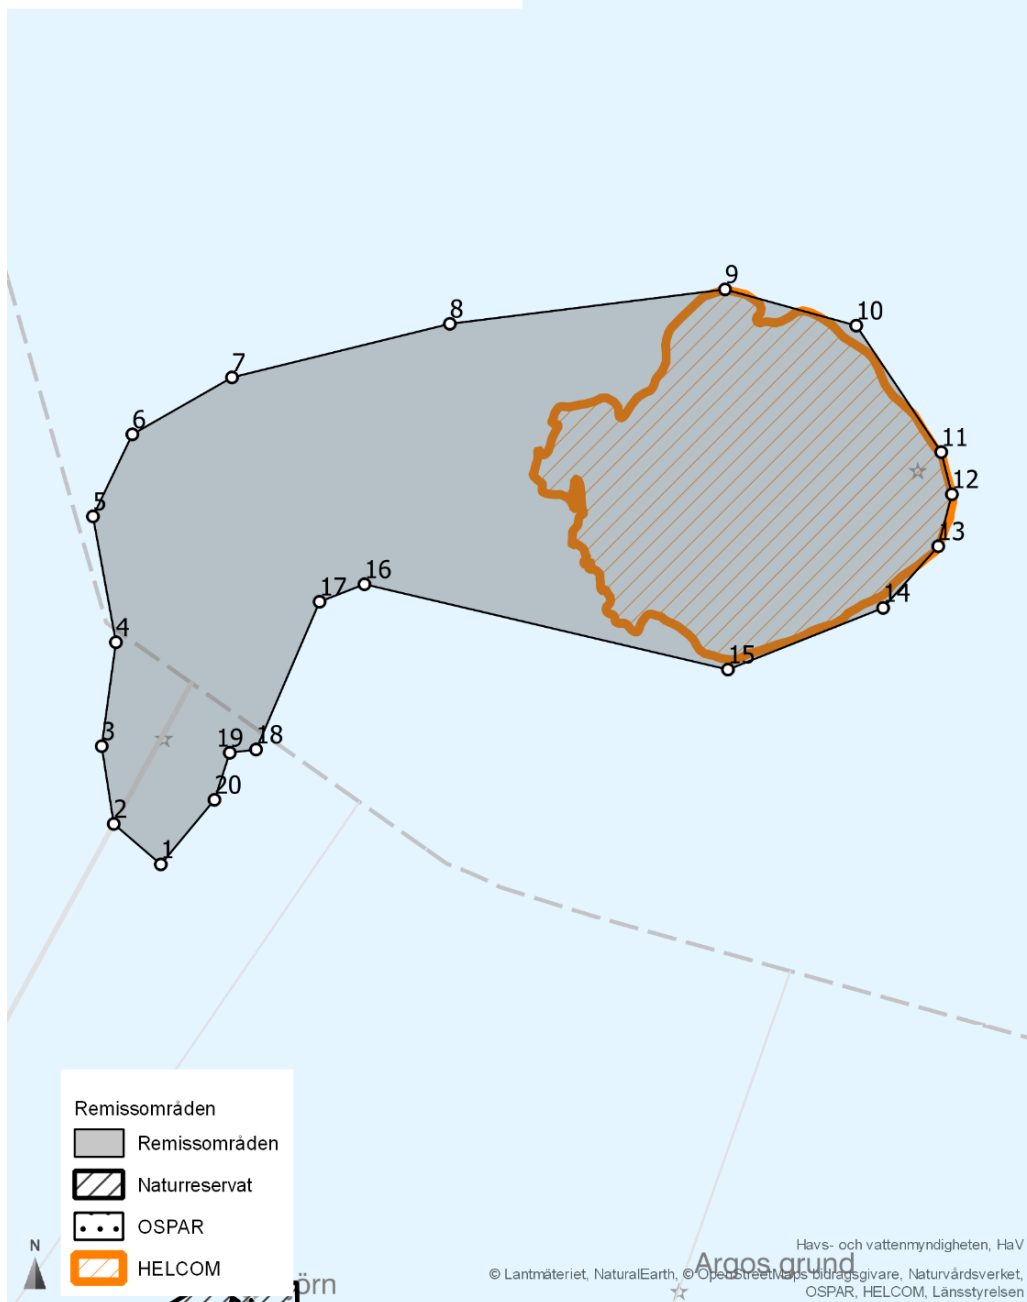 9
10
8
7
6
11
5
12
13
16
17
14
4
15
3
18
19
20
2
1
Remissområden
Remissområden
Naturreservat
OSPAR
HELCOM
N
örn
Argos grund
Havs- och vattenmyndigheten, HaV
© Lantmäteriet, NaturalEarth, © OpenStreetMaps bidragsgivare, Naturvårdsverket,
OSPAR, HELCOM, Länsstyrelsen